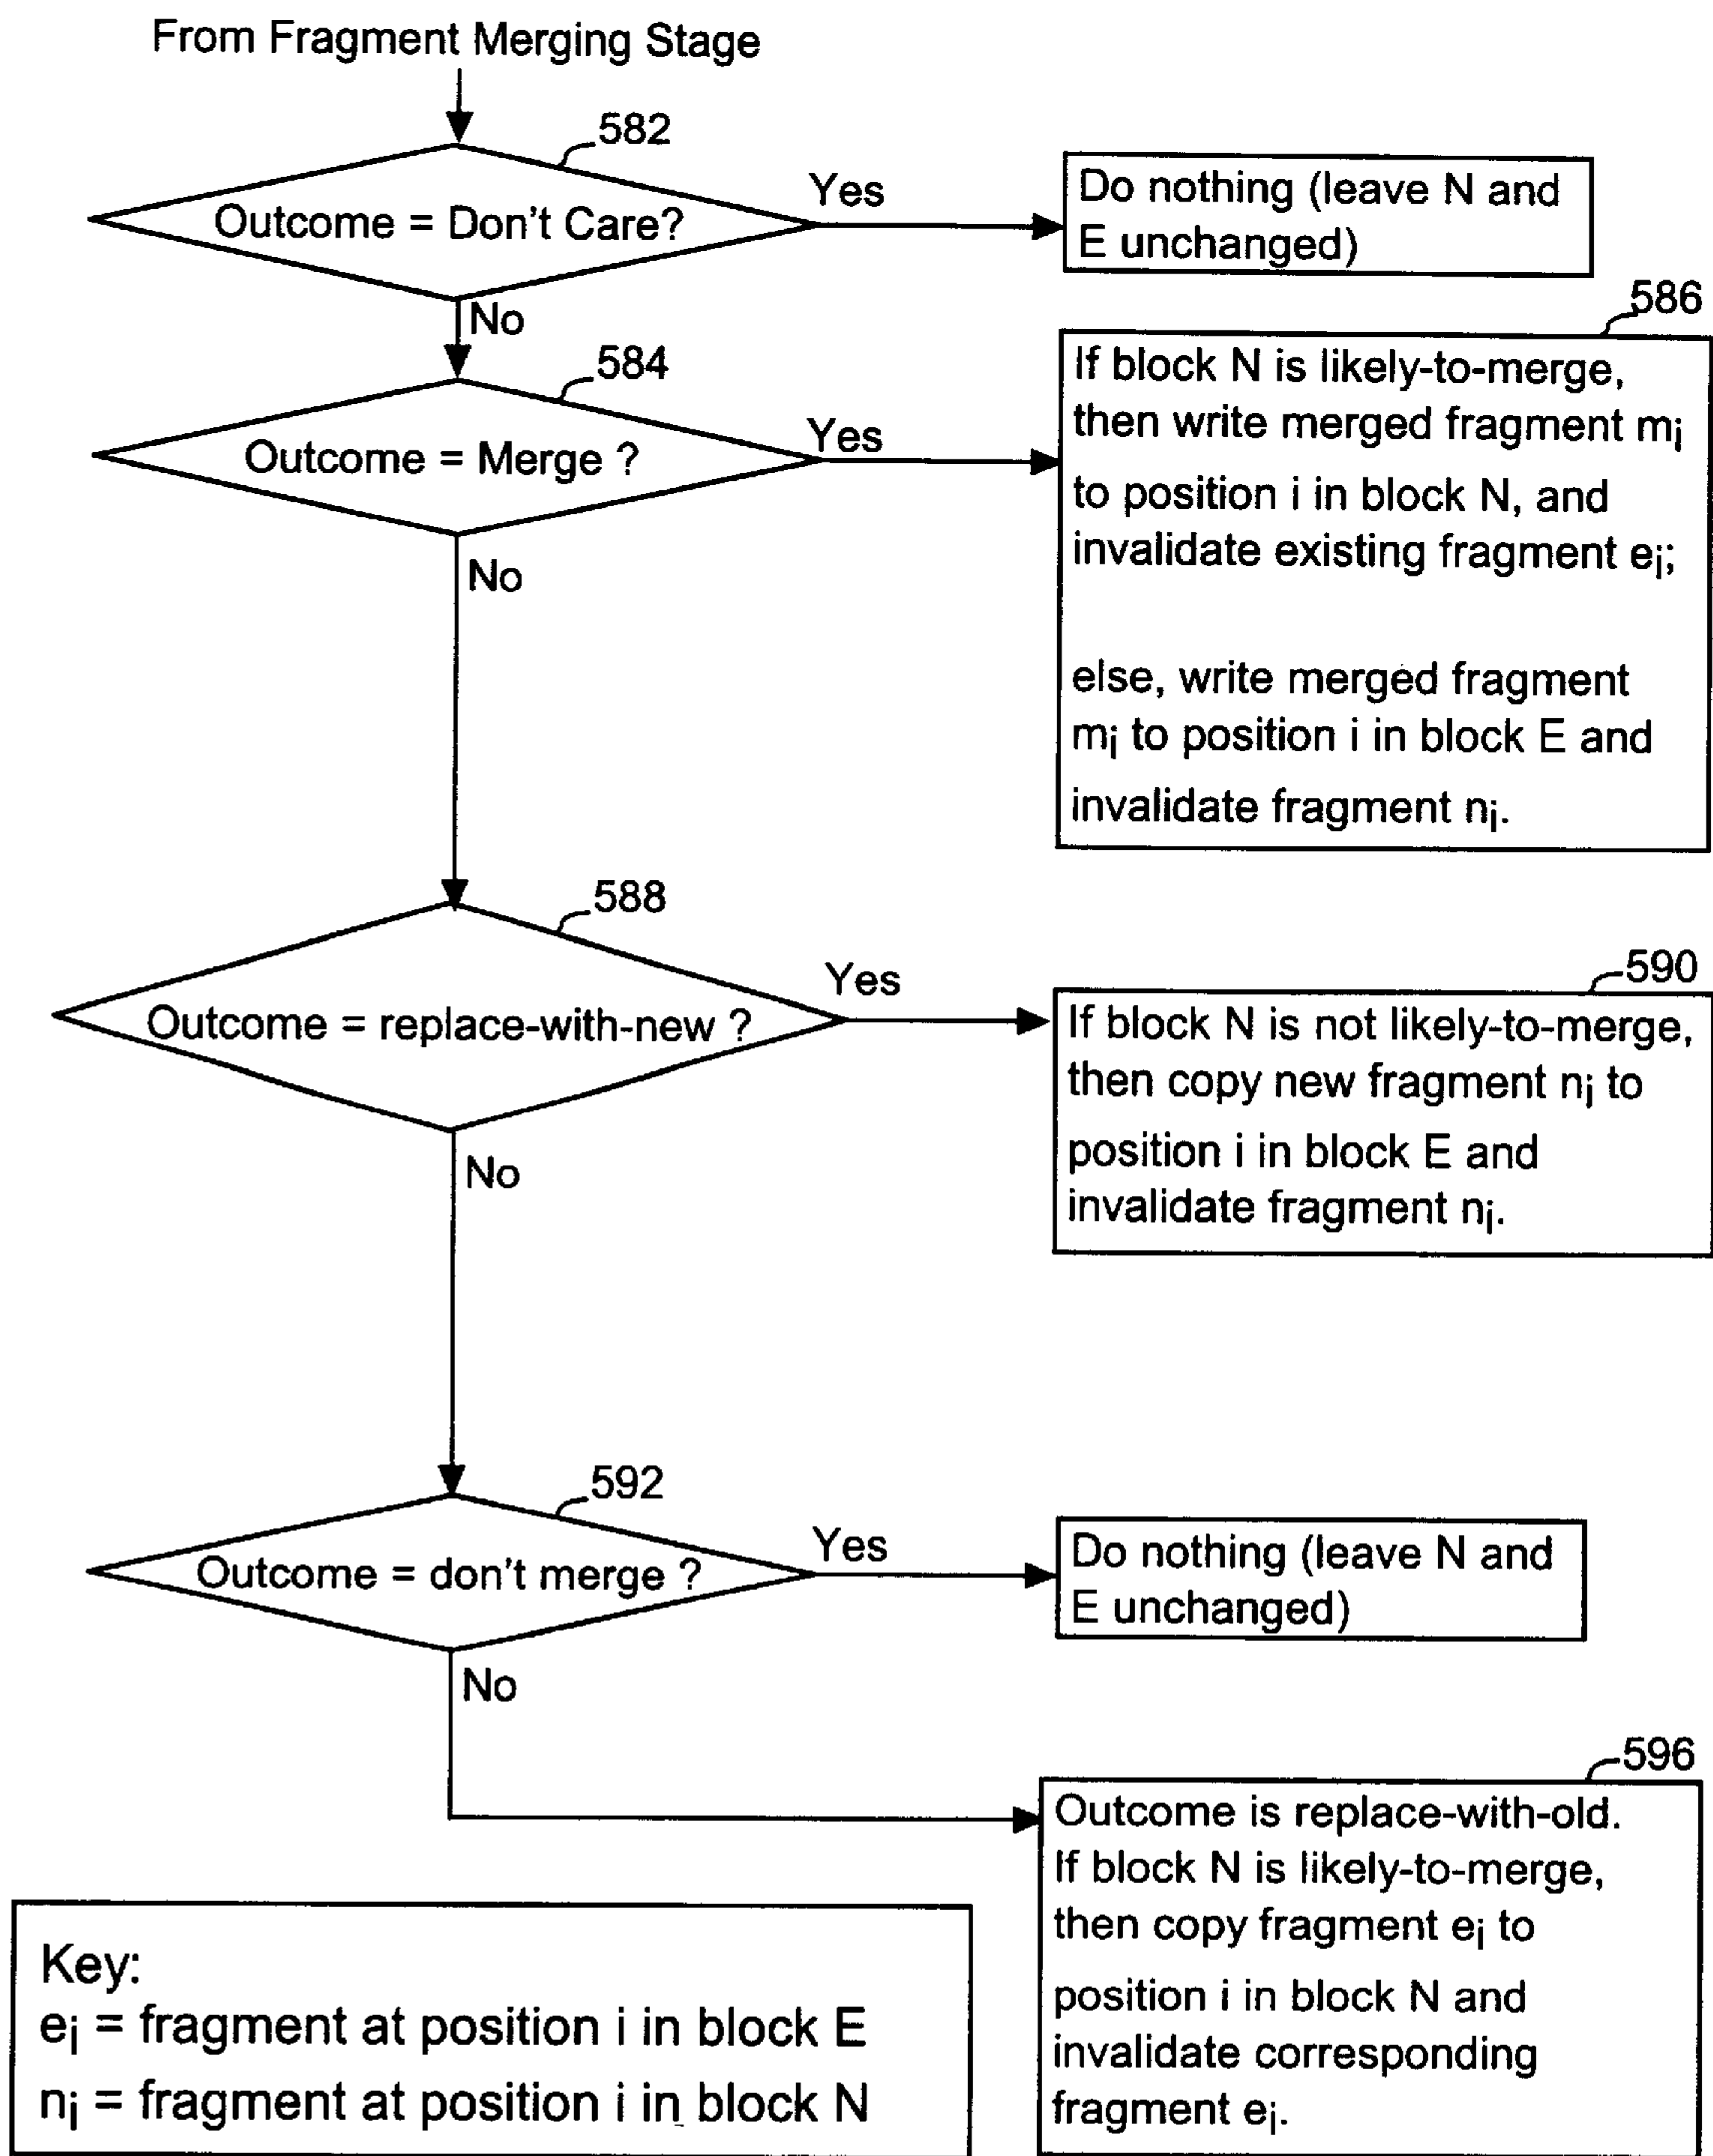 From Fragment Merging Stage
582
Outcome = Don't Care?
Yes
Do nothing (leave N and
E unchanged)
No
584
Outcome = Merge ?
Yes
586
If block N is likely-to-merge,
then write merged fragment mi
to position i in block N, and
invalidate existing fragment ei;
else, write merged fragment
mi to position i in block E and
invalidate fragment ni.
No
588
Outcome = replace-with-new ?
Yes
590
If block N is not likely-to-merge,
then copy new fragment ni to
position i in block E and
invalidate fragment ni.
No
592
Outcome = don't merge ?
Yes
Do nothing (leave N and
E unchanged)
No
596
Outcome is replace-with-old.
If block N is likely-to-merge,
then copy fragment ei to
position i in block N and
invalidate corresponding
fragment ei.
Key:
ei = fragment at position i in block E
ni = fragment at position i in block N